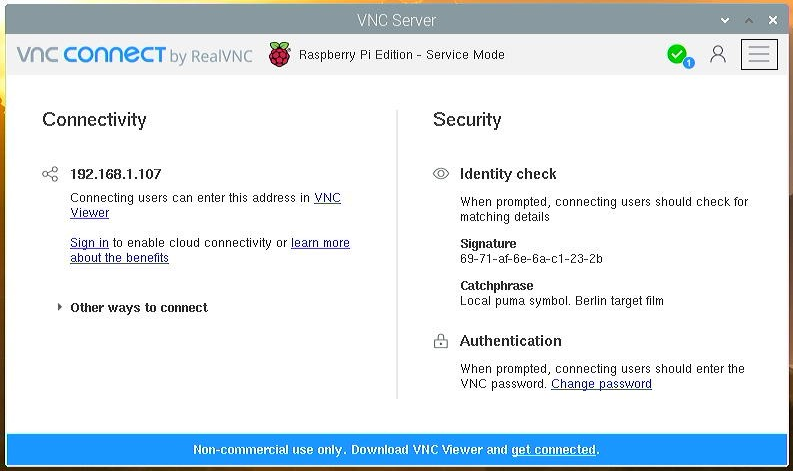 VNC Server
VNC CONNECT by RealVNC
Raspberry Pi Edition - Service Mode
1
Connectivity
192.168.1.107
Connecting users can enter this address in VNC
Viewer
Sign in to enable cloud connectivity or learn more
about the benefits
Other ways to connect
Security
Identity check
When prompted, connecting users should check for
matching details
Signature
69-71-af-6e-6a-c1-23-2b
Catchphrase
Local puma symbol. Berlin target film
Authentication
When prompted, connecting users should enter the
VNC password. Change password
Non-commercial use only. Download VNC Viewer and get connected.